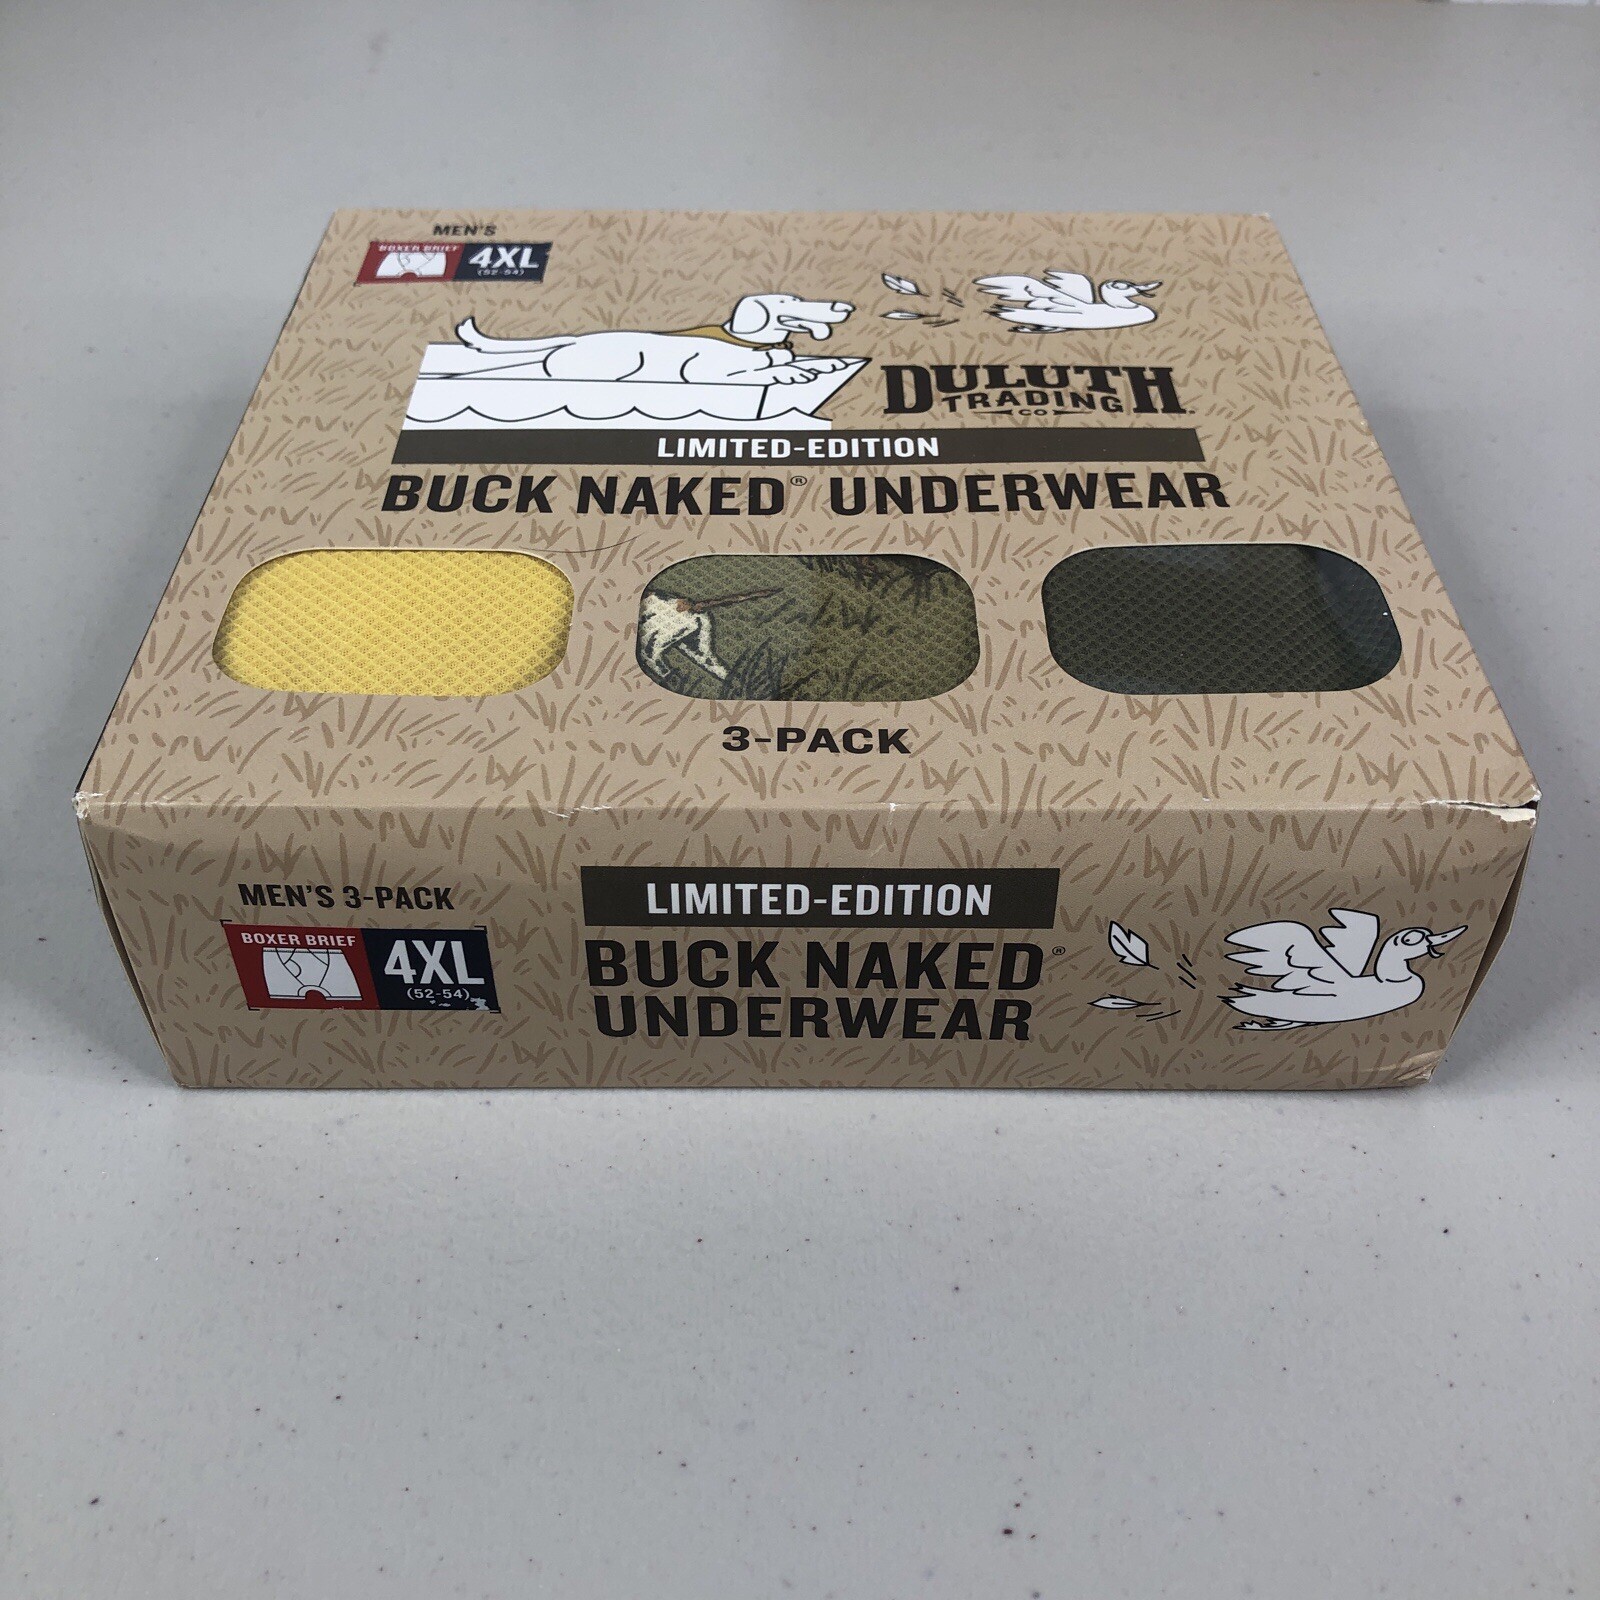 MEN'S
BOXER BRIEF
4XL
(52-54)
DULUTH
TRADING
CO
LIMITED-EDITION
BUCK NAKED® UNDERWEAR
3-PACK
MEN'S 3-PACK
BOXER BRIEF
4XL
(52-54)
LIMITED-EDITION
BUCK NAKED®
UNDERWEAR